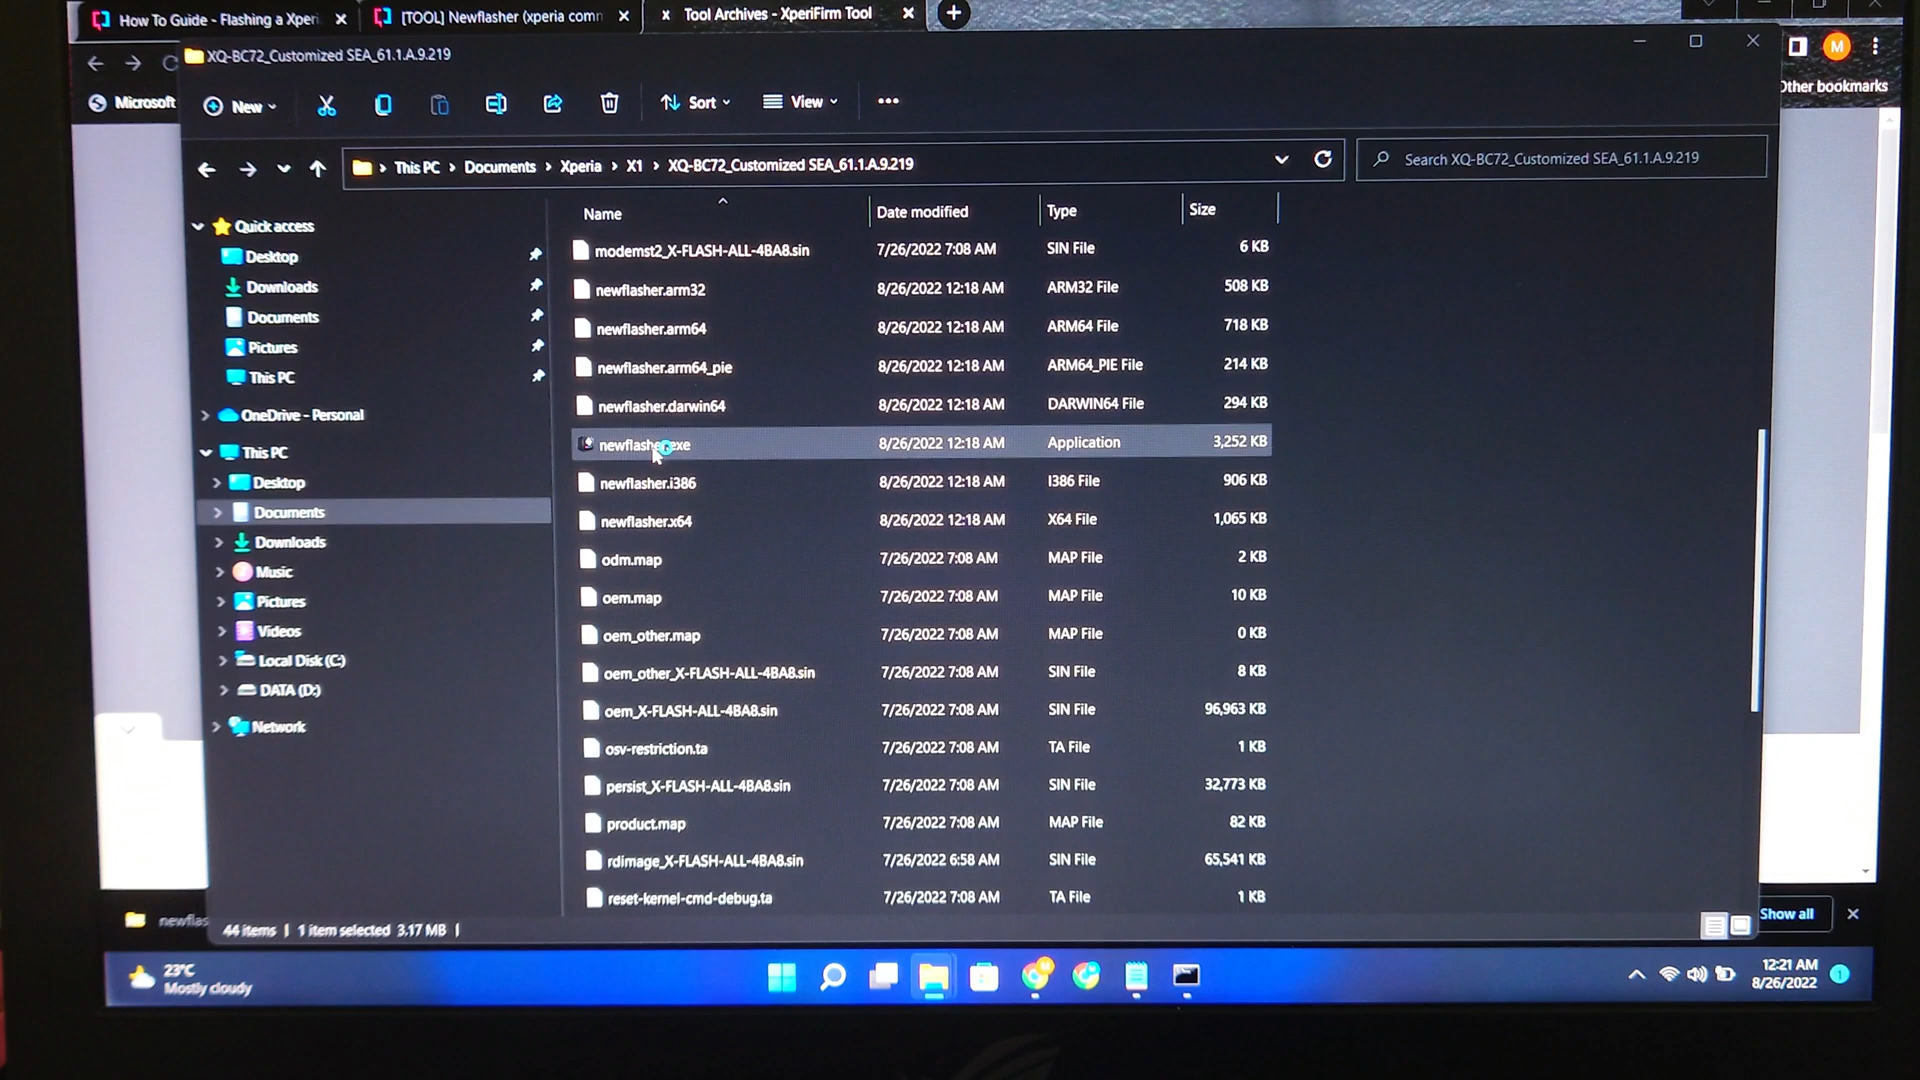 How To Guide - Flashing a Xperi
[TOOL] Newflasher (xperia comm
Tool Archives - XperiFirm Tool
XQ-BC72_Customized SEA_61.1.A.9.219
M
Microsoft
Other bookmarks
New
Sort
View
This PC > Documents > Xperia > X1 > XQ-BC72_Customized SEA_61.1.A.9.219
Search XQ-BC72_Customized SEA_61.1.A.9.219
Quick access
Desktop
Downloads
Documents
Pictures
This PC
OneDrive - Personal
This PC
Desktop
Documents
Downloads
Music
Pictures
Videos
Local Disk (C:)
DATA (D:)
Network
Name Date modified Type Size
modemst2_X-FLASH-ALL-4BA8.sin 7/26/2022 7:08 AM SIN File 6 KB
newflasher.arm32 8/26/2022 12:18 AM ARM32 File 508 KB
newflasher.arm64 8/26/2022 12:18 AM ARM64 File 718 KB
newflasher.arm64_pie 8/26/2022 12:18 AM ARM64_PIE File 214 KB
newflasher.darwin64 8/26/2022 12:18 AM DARWIN64 File 294 KB
newflasher.exe 8/26/2022 12:18 AM Application 3,252 KB
newflasher.i386 8/26/2022 12:18 AM I386 File 906 KB
newflasher.x64 8/26/2022 12:18 AM X64 File 1,065 KB
odm.map 7/26/2022 7:08 AM MAP File 2 KB
oem.map 7/26/2022 7:08 AM MAP File 10 KB
oem_other.map 7/26/2022 7:08 AM MAP File 0 KB
oem_other_X-FLASH-ALL-4BA8.sin 7/26/2022 7:08 AM SIN File 8 KB
oem_X-FLASH-ALL-4BA8.sin 7/26/2022 7:08 AM SIN File 96,963 KB
osv-restriction.ta 7/26/2022 7:08 AM TA File 1 KB
persist_X-FLASH-ALL-4BA8.sin 7/26/2022 7:08 AM SIN File 32,773 KB
product.map 7/26/2022 7:08 AM MAP File 82 KB
rdimage_X-FLASH-ALL-4BA8.sin 7/26/2022 6:58 AM SIN File 65,541 KB
reset-kernel-cmd-debug.ta 7/26/2022 7:08 AM TA File 1 KB
newflas
44 items | 1 item selected 3.17 MB |
Show all
23°C
Mostly cloudy
12:21 AM
8/26/2022
1